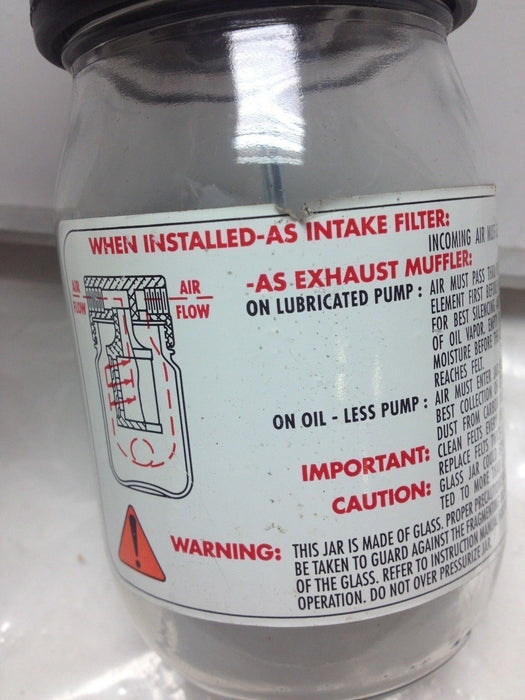 WHEN INSTALLED-AS INTAKE FILTER:
INCOMING AIR
-AS EXHAUST MUFFLER:
AIR FLOW
AIR FLOW
ON LUBRICATED PUMP : AIR MUST PASS
ELEMENT FIRST
FOR BEST SILENCING
OF OIL VAPOR.
MOISTURE BEFORE
REACHES FELT.
ON OIL - LESS PUMP : AIR MUST ENTER
BEST COLLECTION
DUST FROM
IMPORTANT: CLEAN FELTS
REPLACE FELTS
CAUTION: GLASS JAR
TED TO MORE
WARNING: THIS JAR IS MADE OF GLASS. PROPER
BE TAKEN TO GUARD AGAINST THE
OF THE GLASS. REFER TO INSTRUCTION
OPERATION. DO NOT OVER PRESSURIZE JAR.